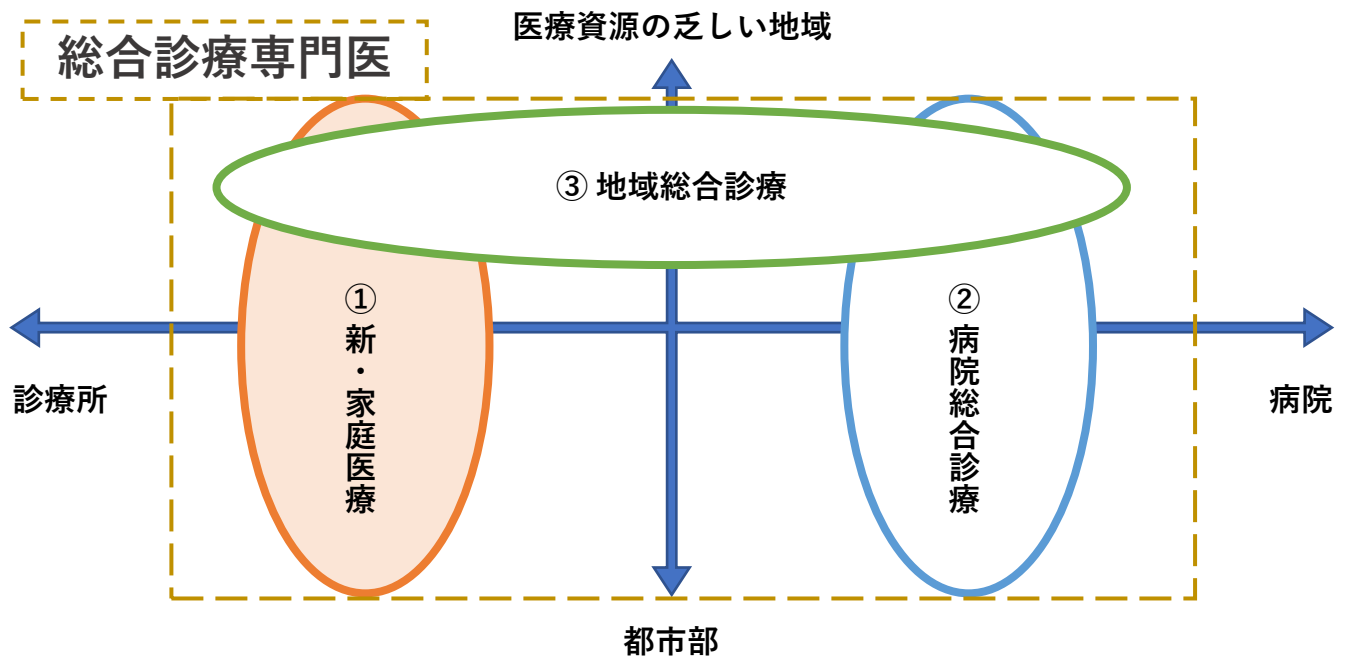 医療資源の乏しい地域
総合診療専門医
③ 地域総合診療
① 新・家庭医療
② 病院総合診療
診療所
病院
都市部